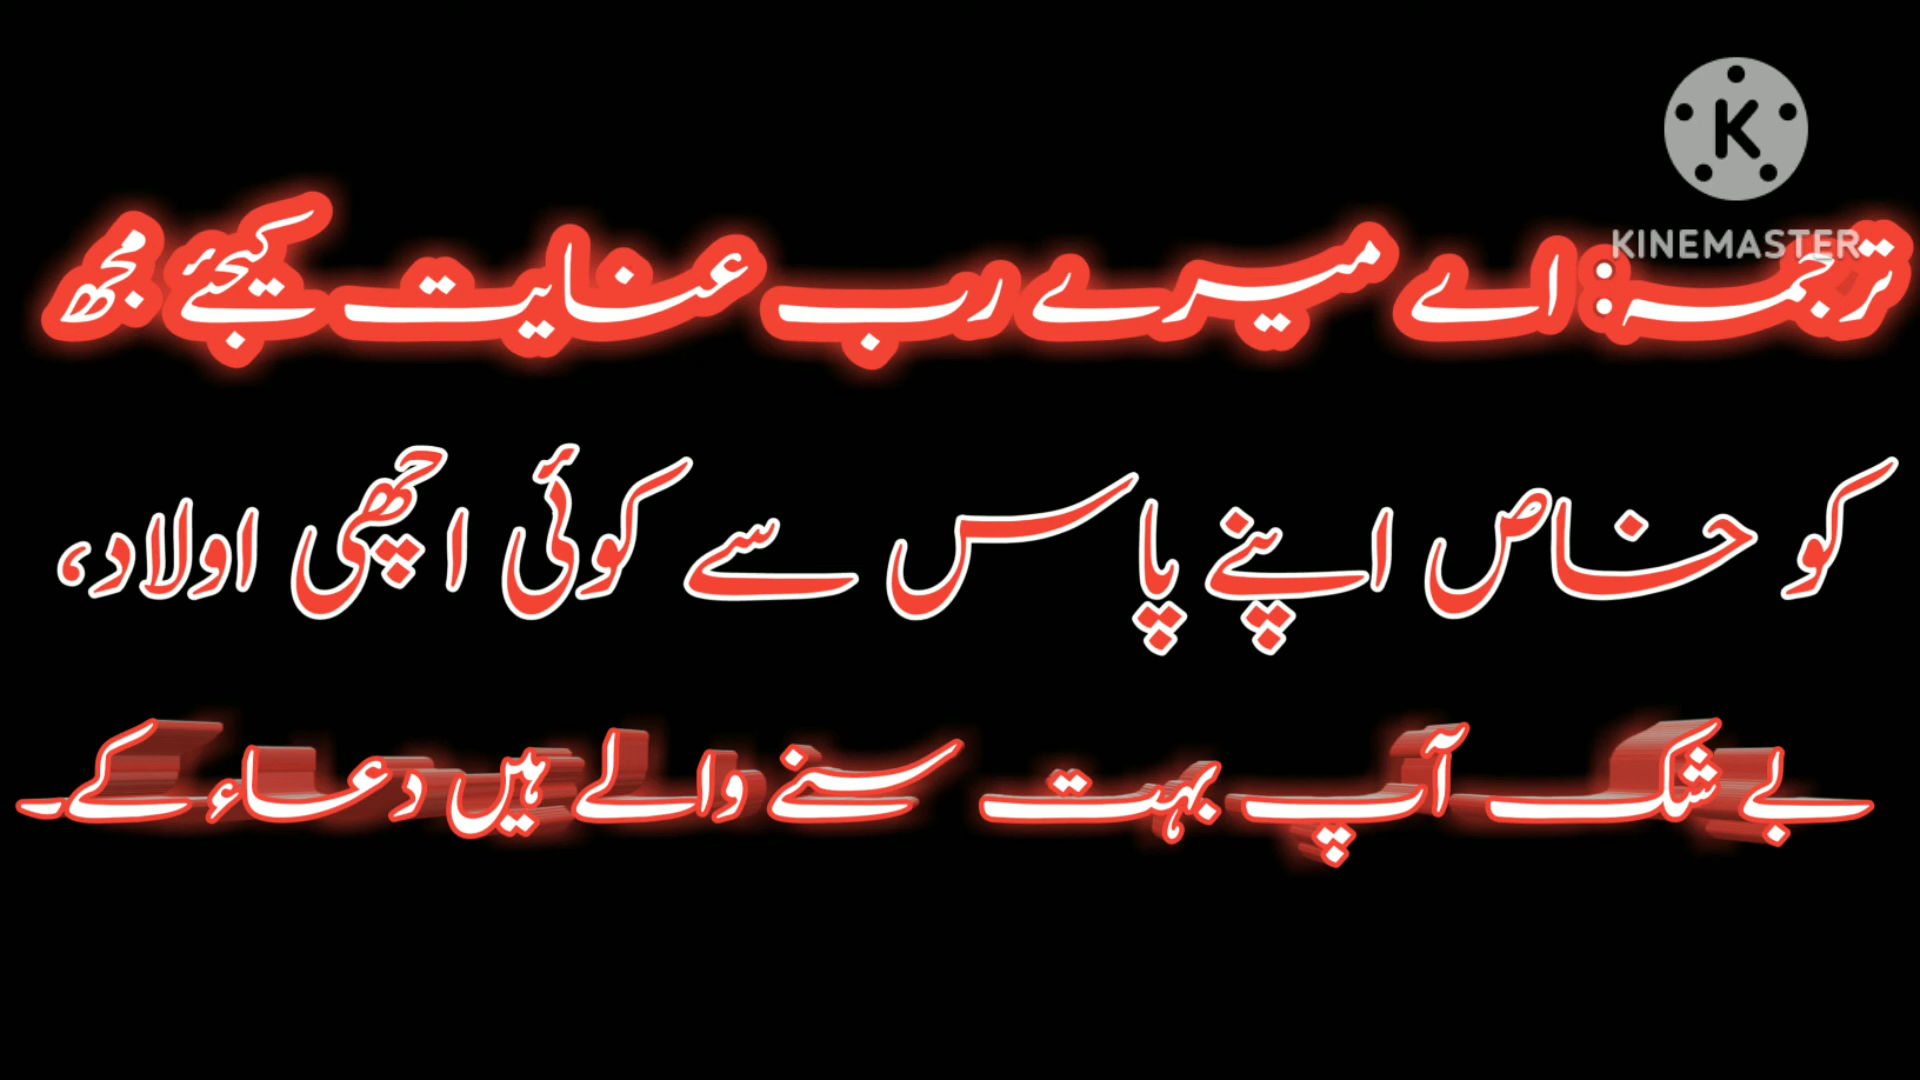 KINEMASTER
ترجمہ: اے میرے رب عنایت کیجئے مجھ
کو خاص اپنے پاس سے کوئی اچھی اولاد،
بے شک آپ بہت سننے والے ہیں دعاء کے۔